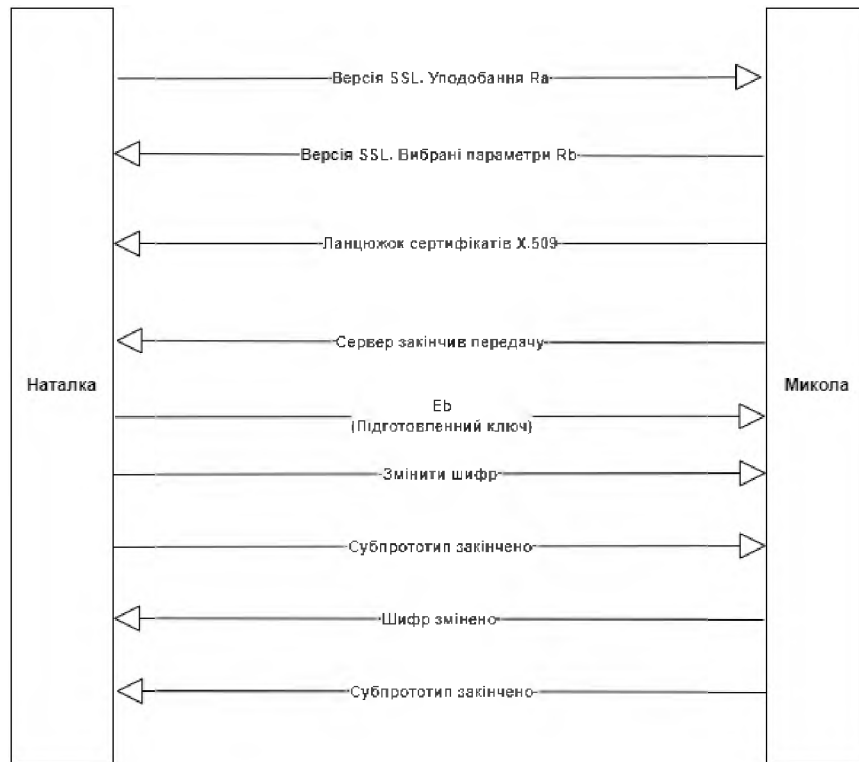 Версія SSL. Уподобання Ra
Версія SSL. Вибрані параметри Rb
Ланцюжок сертифікатів X.509
Сервер закінчив передачу
Наталка
Микола
Eb
(Підготовленний ключ)
Змінити шифр
Субпрототип закінчено
Шифр змінено
Субпрототип закінчено